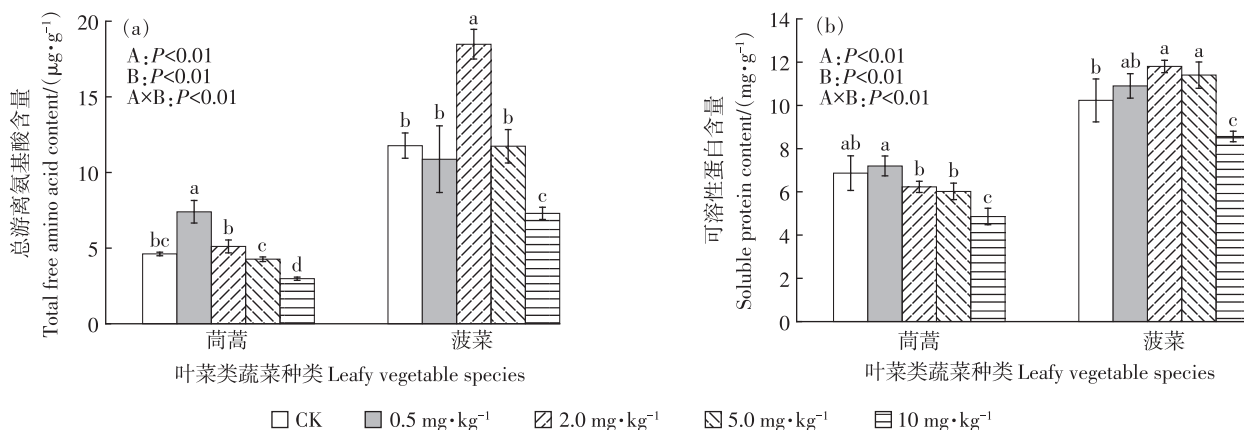 (a)
A:P<0.01
B:P<0.01
A×B:P<0.01
总游离氨基酸含量
Total free amino acid content/(μg·g⁻¹)
20
15
10
5
0
bc a b c d
b b a b c
茼蒿 菠菜
叶菜类蔬菜种类 Leafy vegetable species
(b)
A:P<0.01
B:P<0.01
A×B:P<0.01
可溶性蛋白含量
Soluble protein content/(mg·g⁻¹)
14
12
10
8
6
4
2
0
ab a b b c
b ab a a c
茼蒿 菠菜
叶菜类蔬菜种类 Leafy vegetable species
CK 0.5 mg·kg⁻¹ 2.0 mg·kg⁻¹ 5.0 mg·kg⁻¹ 10 mg·kg⁻¹